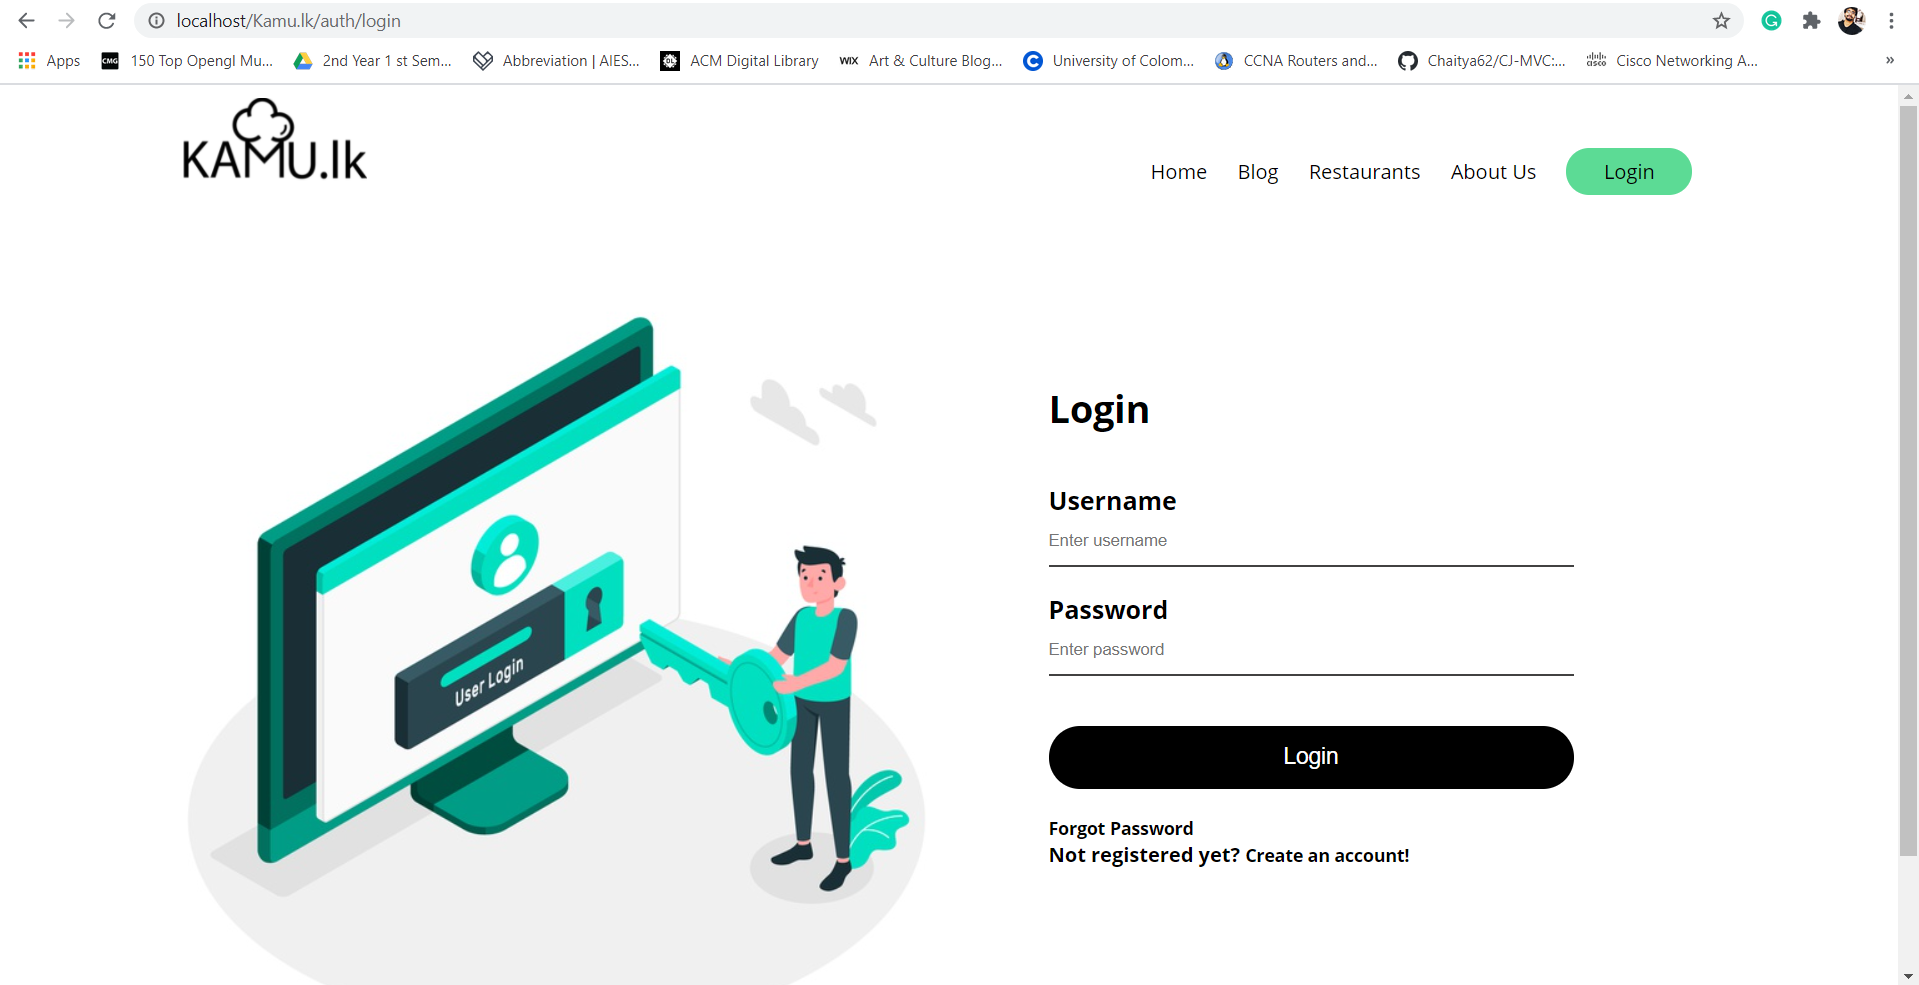 localhost/Kamu.lk/auth/login
Apps CMG 150 Top Opengl Mu... 2nd Year 1 st Sem... Abbreviation | AIES... ACM Digital Library WIX Art & Culture Blog... University of Colom... CCNA Routers and... Chaitya62/CJ-MVC:... CISCO Cisco Networking A... »
KAMU.lk
Home Blog Restaurants About Us Login
Login
Username
Enter username
Password
Enter password
User Login
Login
Forgot Password
Not registered yet? Create an account!